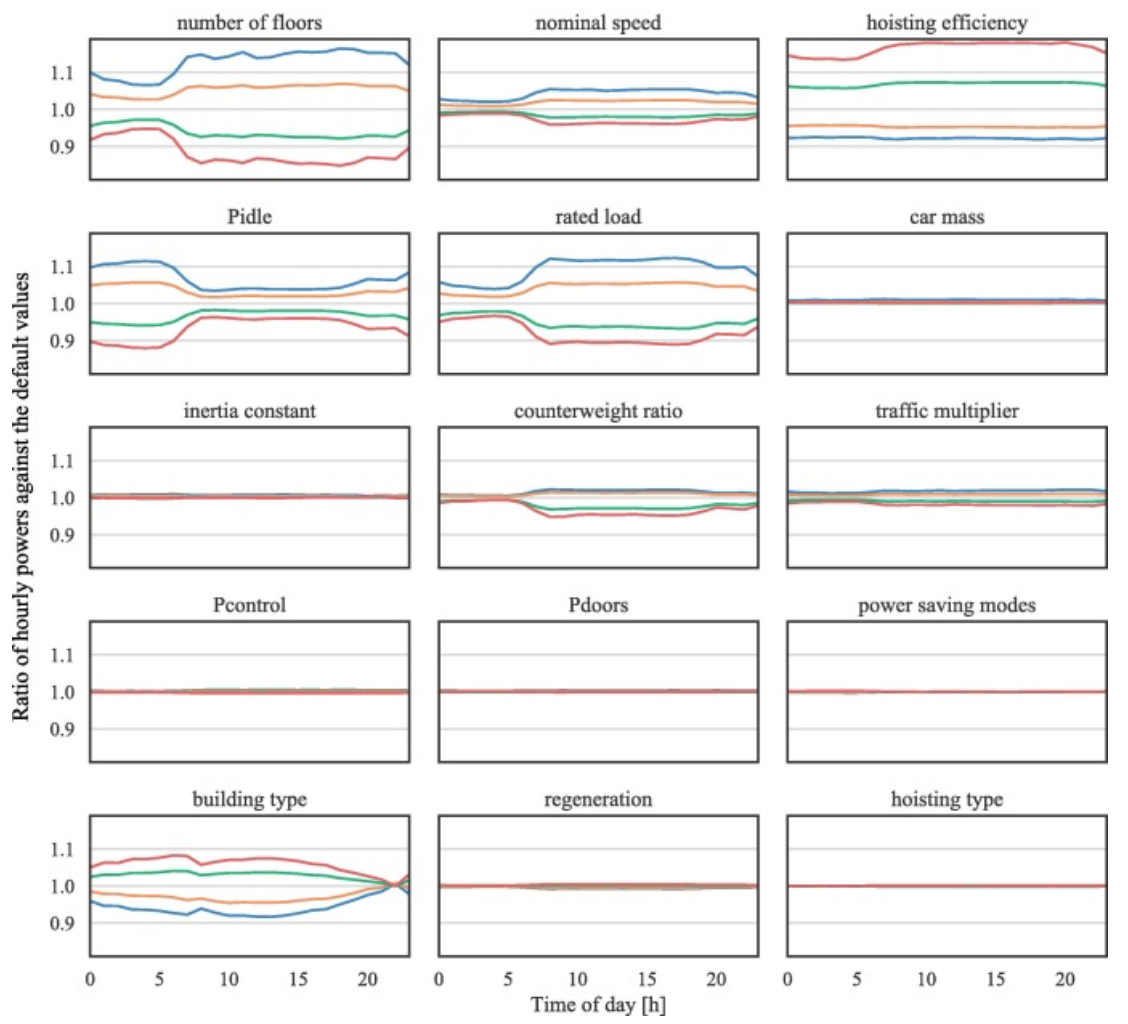 number of floors nominal speed hoisting efficiency
1.1
1.0
0.9
Pidle rated load car mass
1.1
1.0
0.9
inertia constant counterweight ratio traffic multiplier
1.1
1.0
0.9
Pcontrol Pdoors power saving modes
1.1
1.0
0.9
building type regeneration hoisting type
1.1
1.0
0.9
0 5 10 15 20 0 5 10 15 20 0 5 10 15 20
Time of day [h]
Ratio of hourly powers against the default values